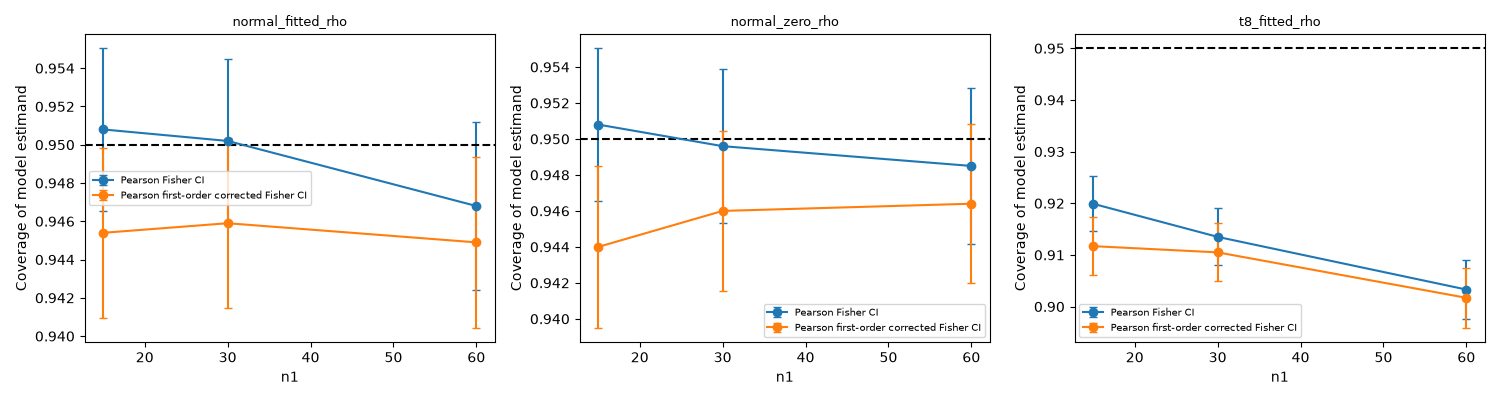 normal_fitted_rho
Coverage of model estimand
0.954
0.952
0.950
0.948
0.946
0.944
0.942
0.940
Pearson Fisher CI
Pearson first-order corrected Fisher CI
20 30 40 50 60
n1
normal_zero_rho
Coverage of model estimand
0.954
0.952
0.950
0.948
0.946
0.944
0.942
0.940
Pearson Fisher CI
Pearson first-order corrected Fisher CI
20 30 40 50 60
n1
t8_fitted_rho
Coverage of model estimand
0.95
0.94
0.93
0.92
0.91
0.90
Pearson Fisher CI
Pearson first-order corrected Fisher CI
20 30 40 50 60
n1